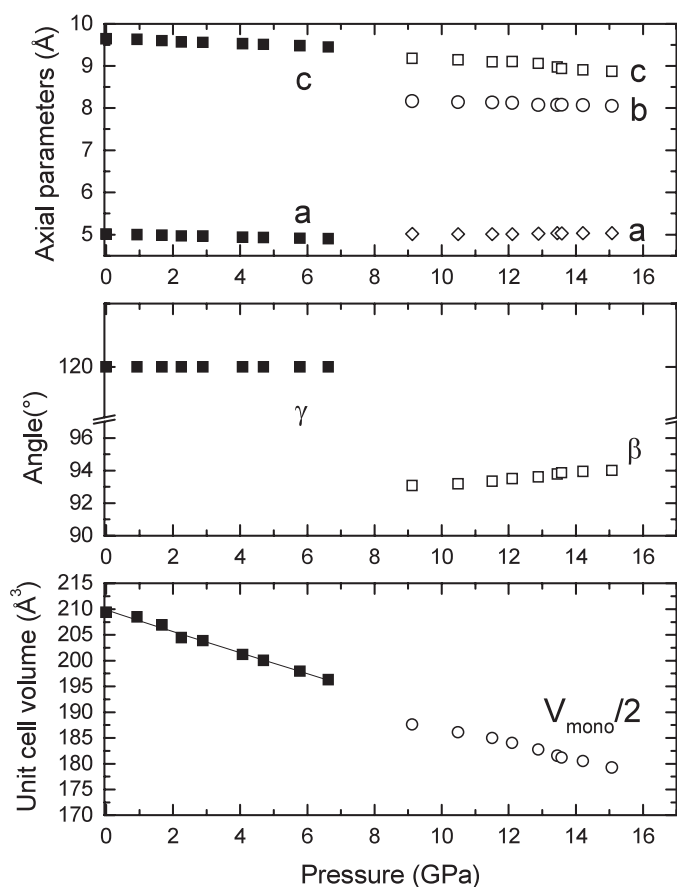 Axial parameters (Å)
10
9
8
7
6
5
c
c
b
a
a
0 2 4 6 8 10 12 14 16
Angle(°)
120
96
94
92
90
γ
β
0 2 4 6 8 10 12 14 16
Unit cell volume (Å³)
215
210
205
200
195
190
185
180
175
170
V_mono/2
0 2 4 6 8 10 12 14 16
Pressure (GPa)